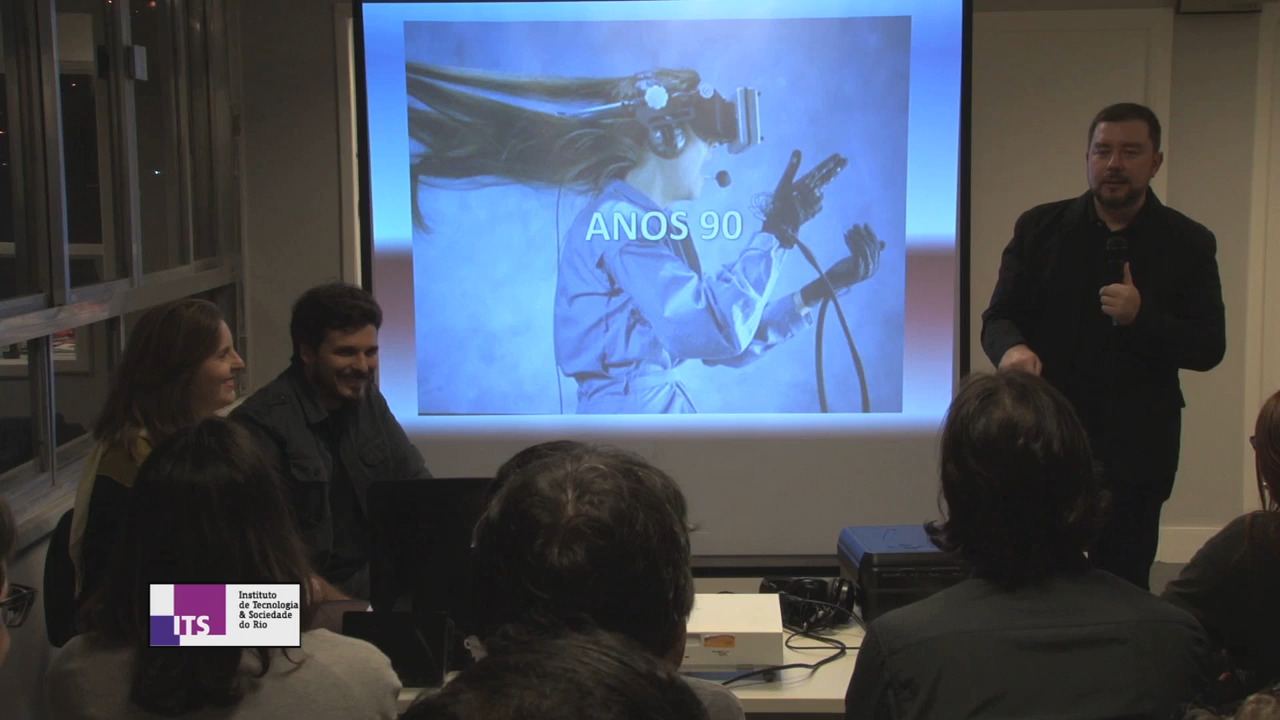 ANOS 90
ITS
Instituto
de Tecnologia
& Sociedade
do Rio